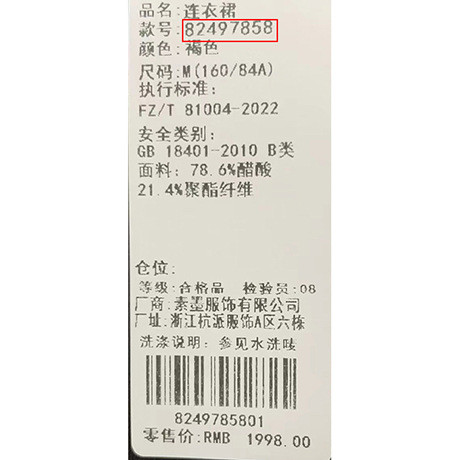 品名: 连衣裙
款号: 82497858
颜色: 褐色
尺码: M(160/84A)
执行标准:
FZ/T 81004-2022
安全类别:
GB 18401-2010 B类
面料: 78.6%醋酸
21.4%聚酯纤维
仓位:
等级: 合格品 检验员: 08
厂商: 素墨服饰有限公司
厂址: 浙江杭派服饰A区六栋
洗涤说明: 参见水洗唛
8249785801
零售价: RMB 1998.00